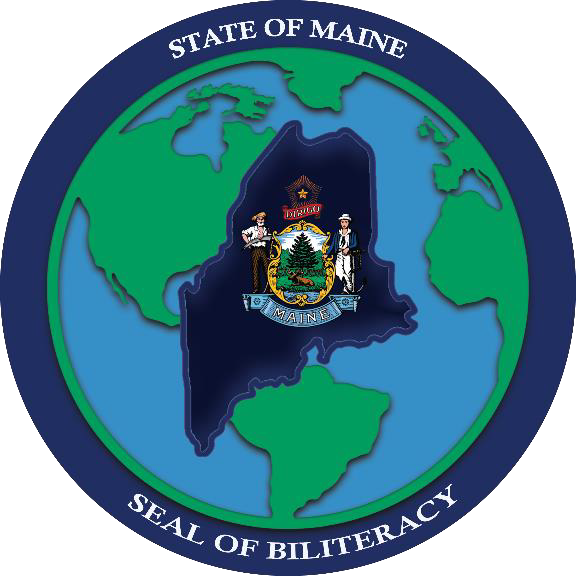 STATE OF MAINE
DIRIGO
MAINE
SEAL OF BILITERACY